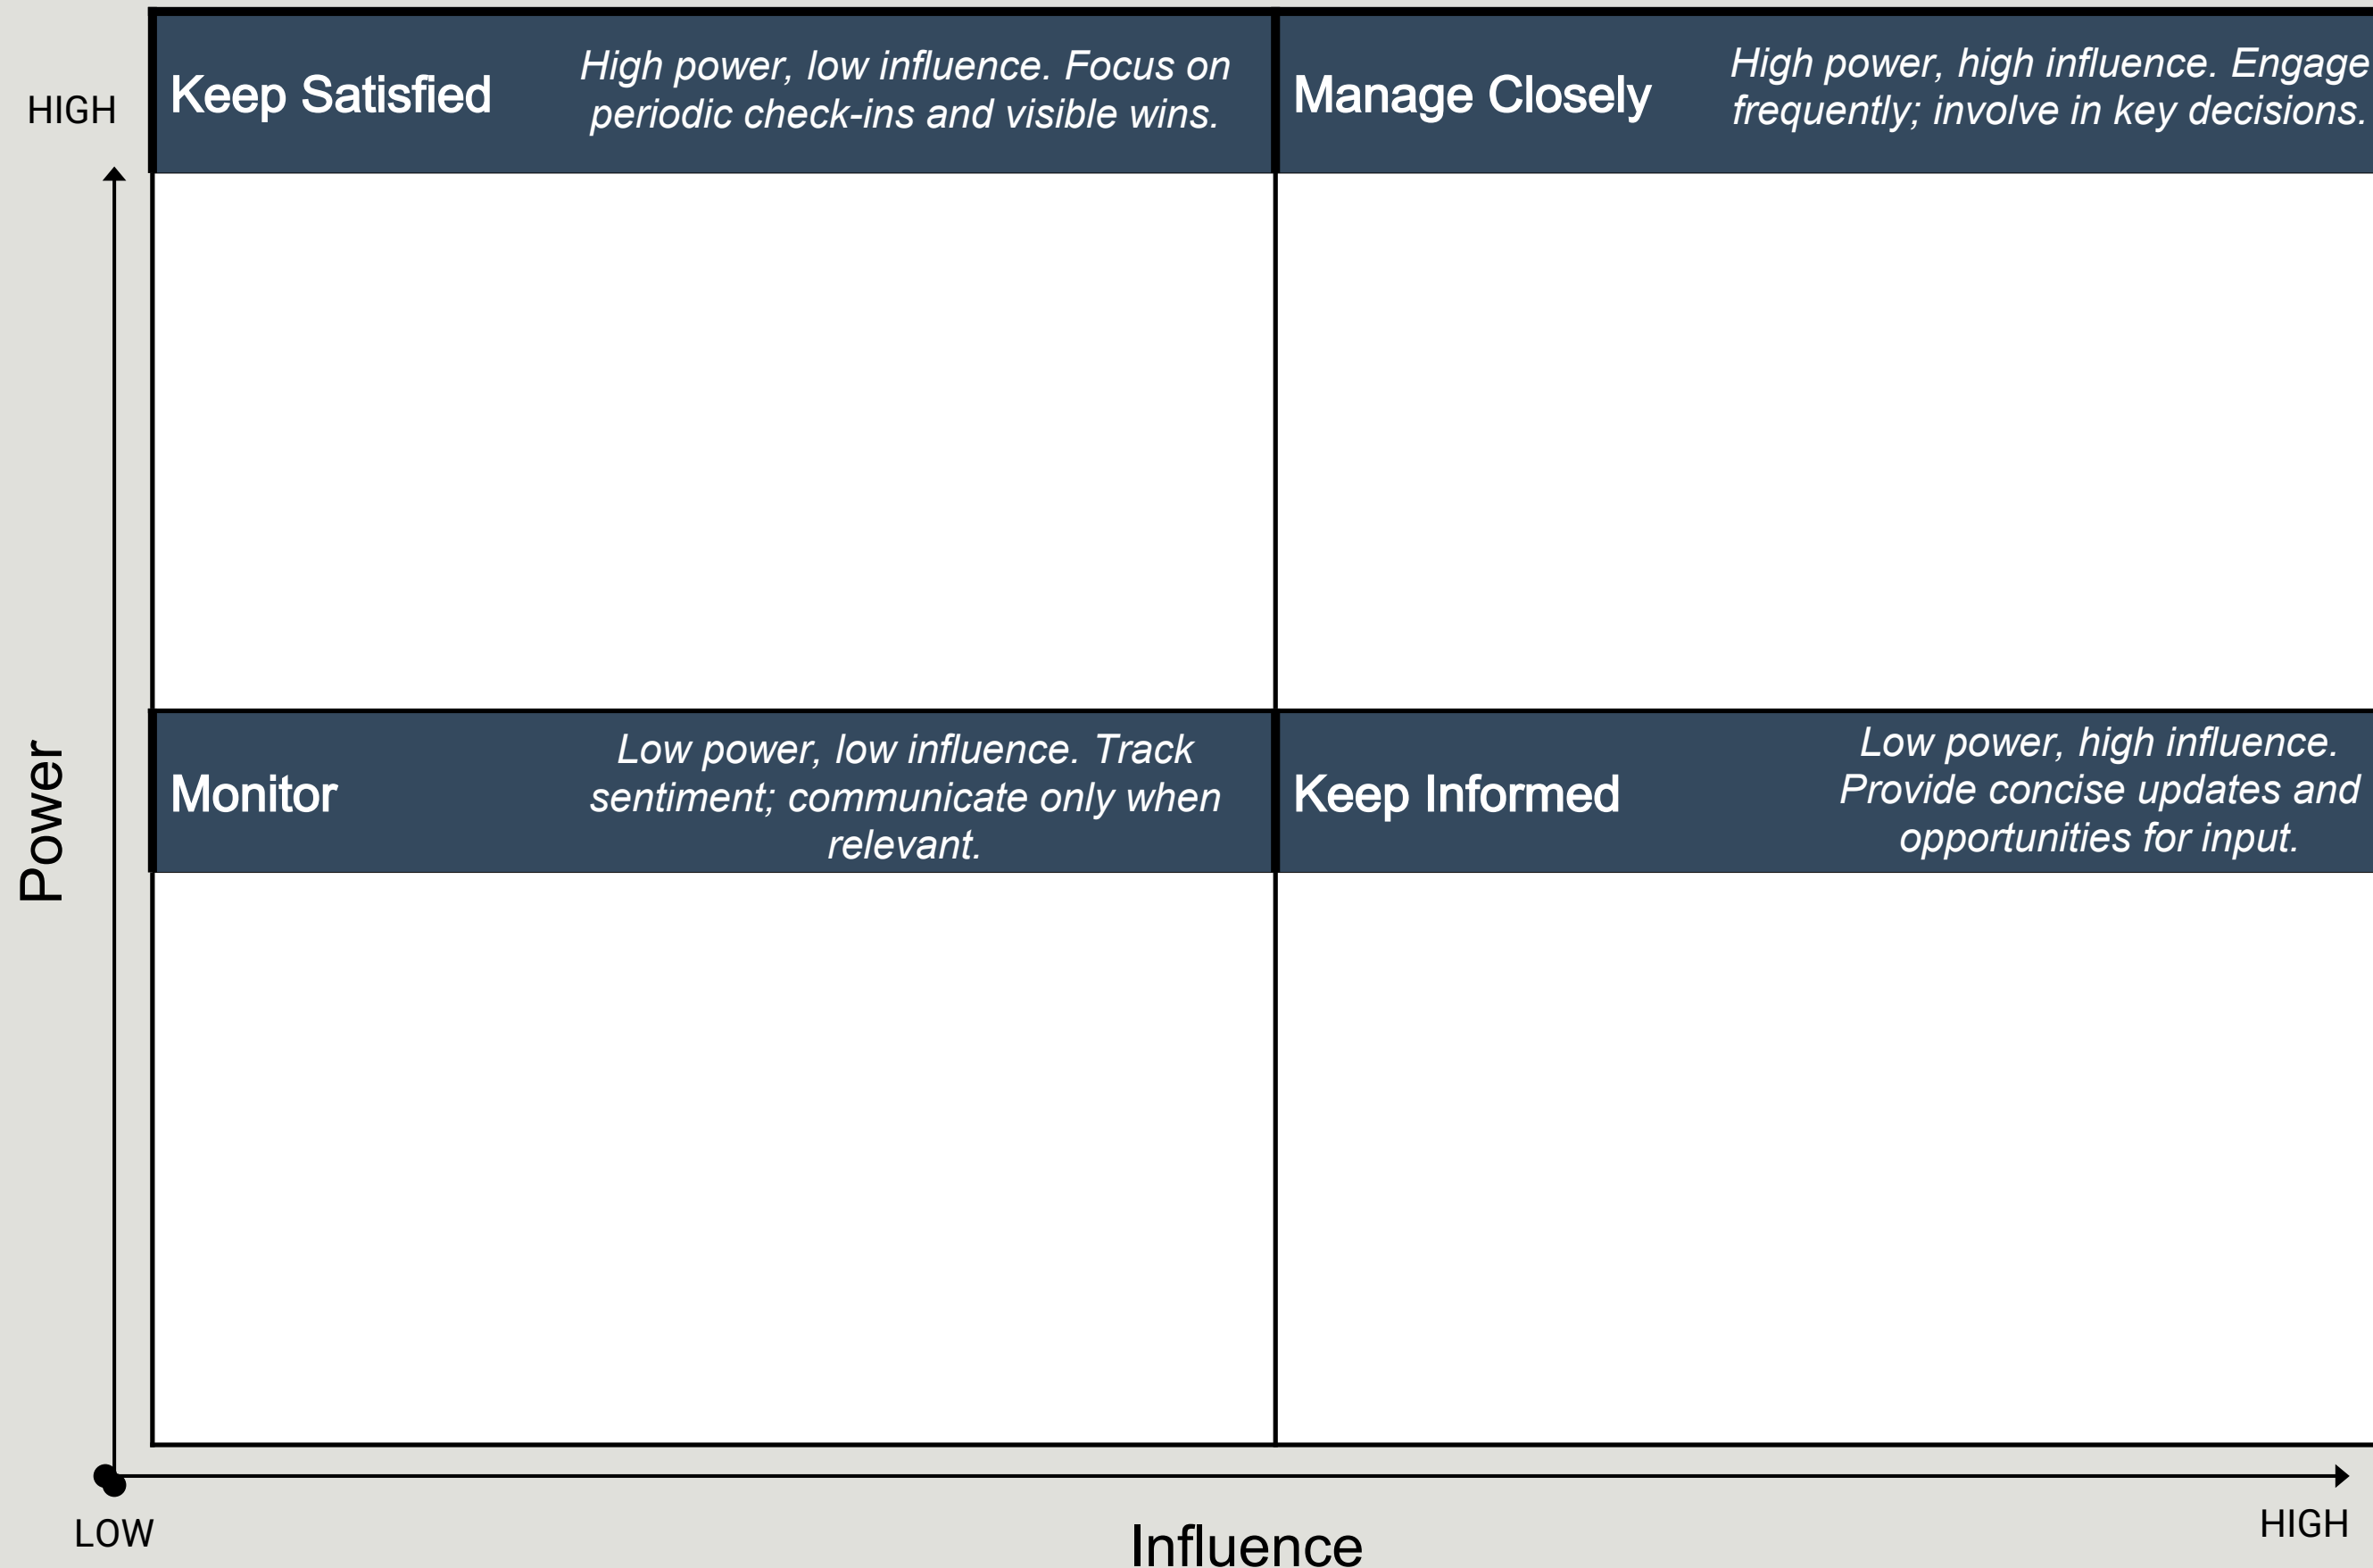 HIGH
Keep Satisfied
High power, low influence. Focus on
periodic check-ins and visible wins.
Manage Closely
High power, high influence. Engage
frequently; involve in key decisions.
Power
Monitor
Low power, low influence. Track
sentiment; communicate only when
relevant.
Keep Informed
Low power, high influence.
Provide concise updates and
opportunities for input.
LOW
Influence
HIGH